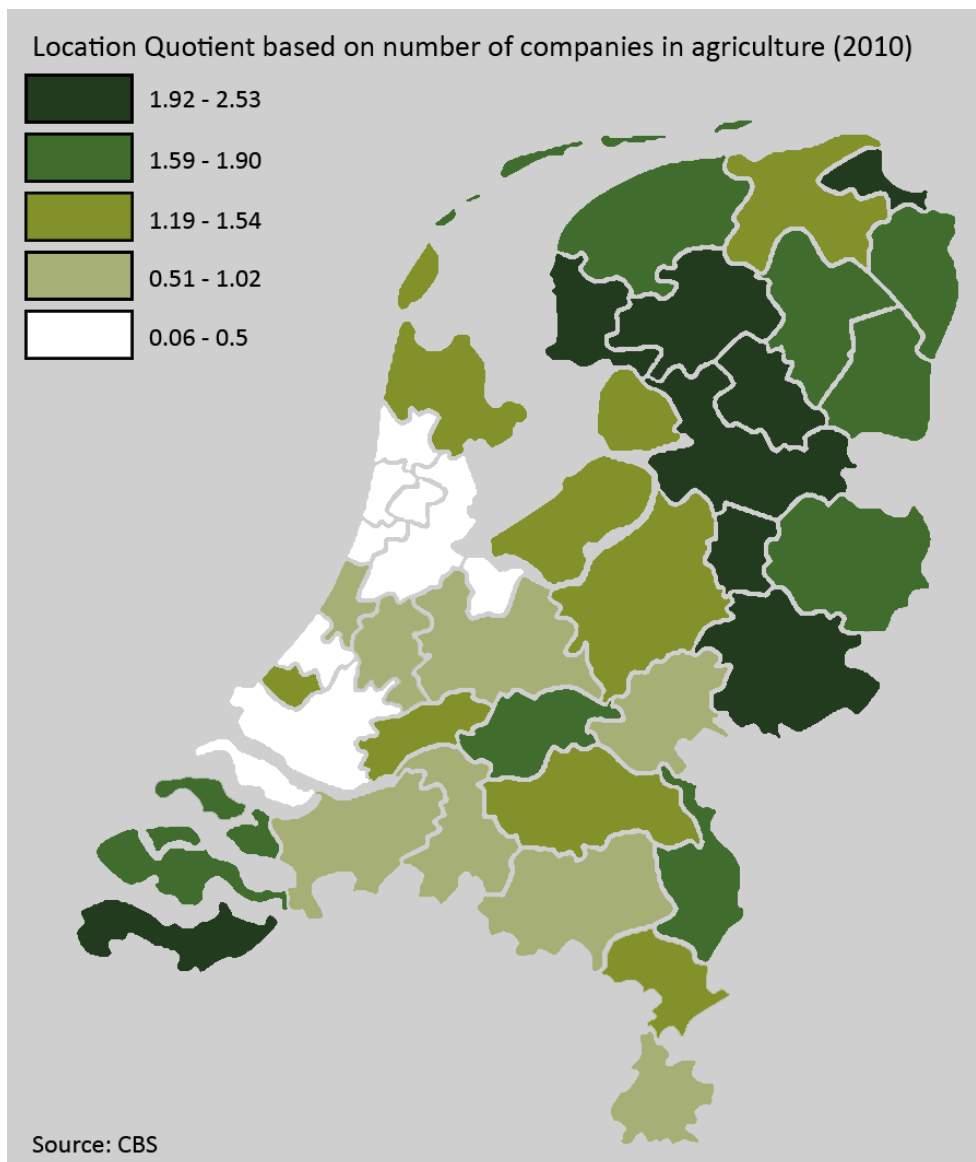 Location Quotient based on number of companies in agriculture (2010)
1.92 - 2.53
1.59 - 1.90
1.19 - 1.54
0.51 - 1.02
0.06 - 0.5
Source: CBS